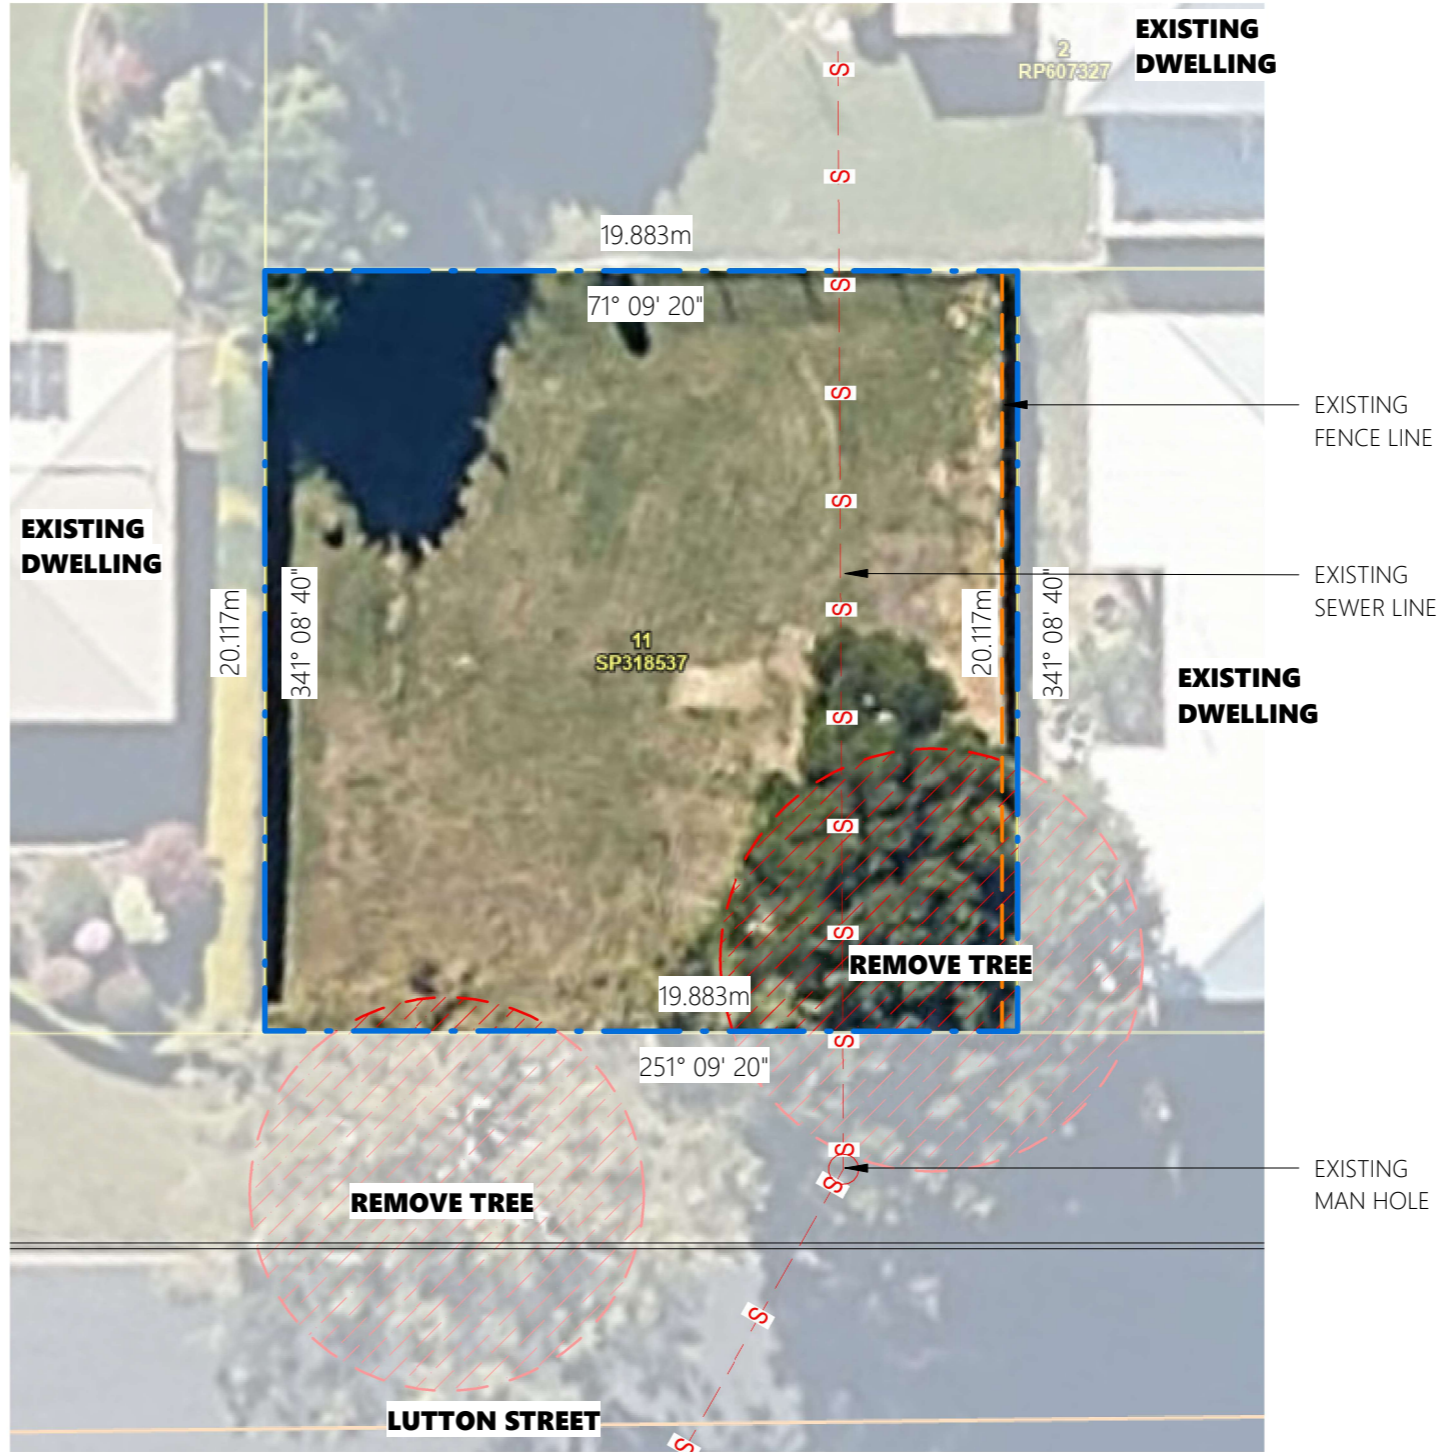 EXISTING
DWELLING
2
RP607327
S
S
19.883m
71° 09' 20"
S
S
EXISTING
FENCE LINE
S
EXISTING
DWELLING
EXISTING
SEWER LINE
20.117m
341° 08' 40"
S
20.117m
341° 08' 40"
11
SP318537
EXISTING
DWELLING
S
S
S
REMOVE TREE
19.883m
S
251° 09' 20"
S
EXISTING
MAN HOLE
S
REMOVE TREE
S
LUTTON STREET
S